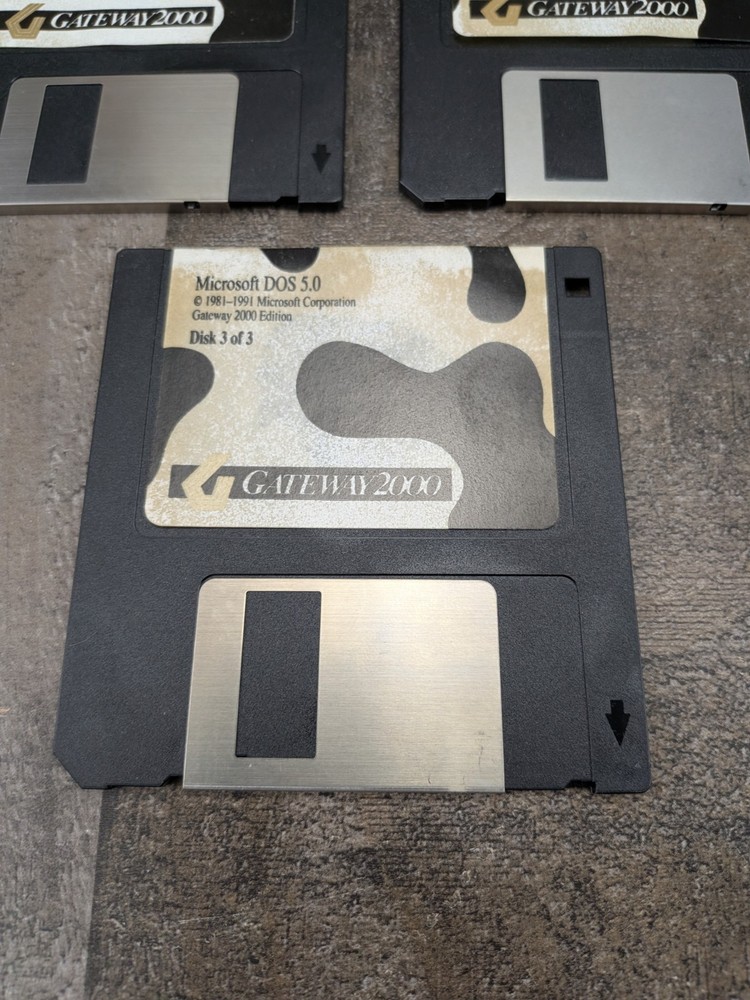 GATEWAY2000
GATEWAY2000
Microsoft DOS 5.0
© 1981–1991 Microsoft Corporation
Gateway 2000 Edition
Disk 3 of 3
GATEWAY2000